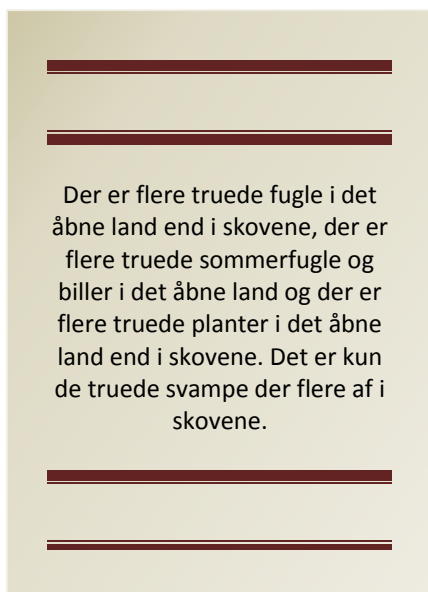 Der er flere truede fugle i det
åbne land end i skovene, der er
flere truede sommerfugle og
biller i det åbne land og der er
flere truede planter i det åbne
land end i skovene. Det er kun
de truede svampe der flere af i
skovene.